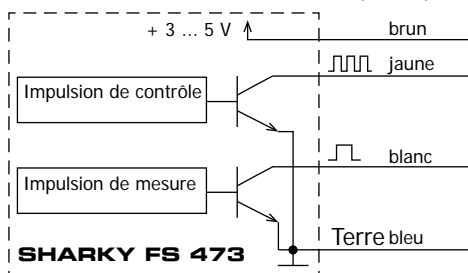 + 3 ... 5 V brun
jaune
Impulsion de contrôle
blanc
Impulsion de mesure
Terre bleu
SHARKY FS 473